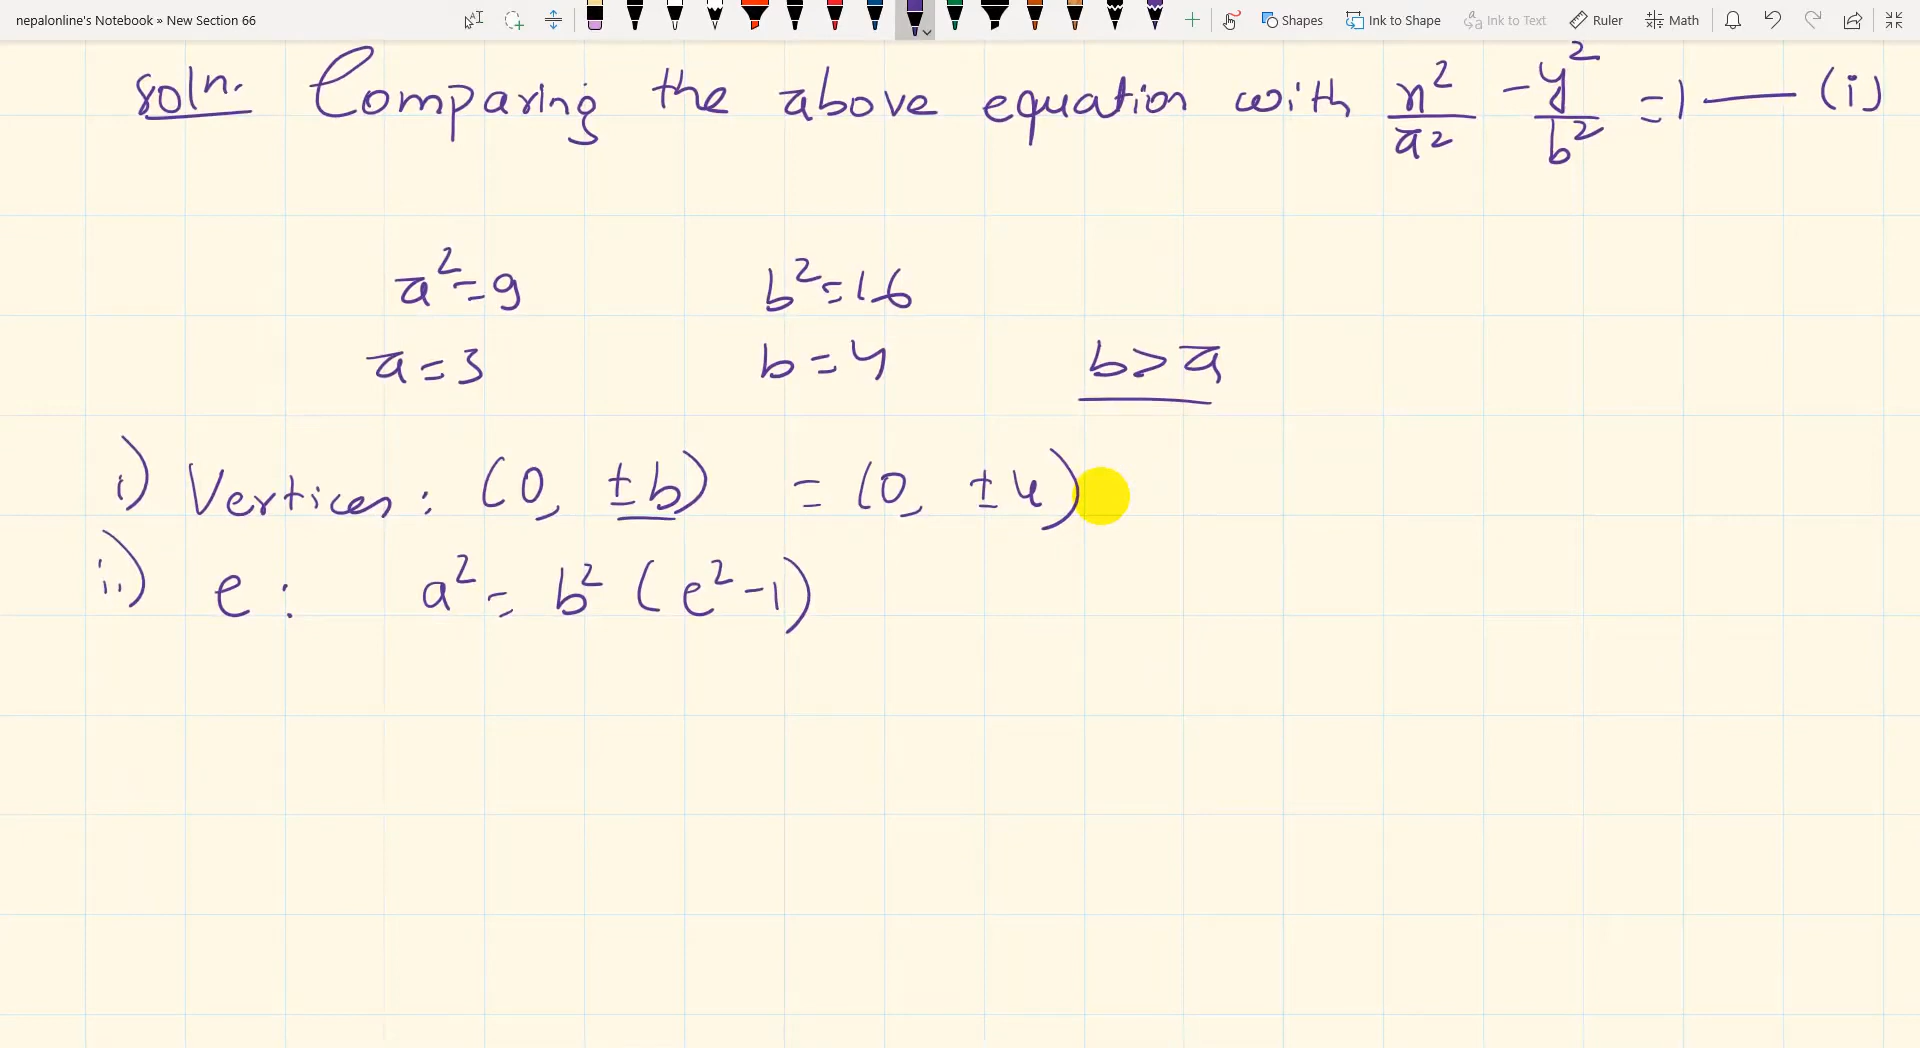 nepalonline's Notebook » New Section 66
Shapes Ink to Shape Ink to Text Ruler Math
soln. Comparing the above equation with x²/a² - y²/b² = 1 — (i)
a² = 9 b² = 16
a = 3 b = 4 b > a
i) Vertices : (0, ± b) = (0, ± 4)
ii) e : a² = b² (e² - 1)